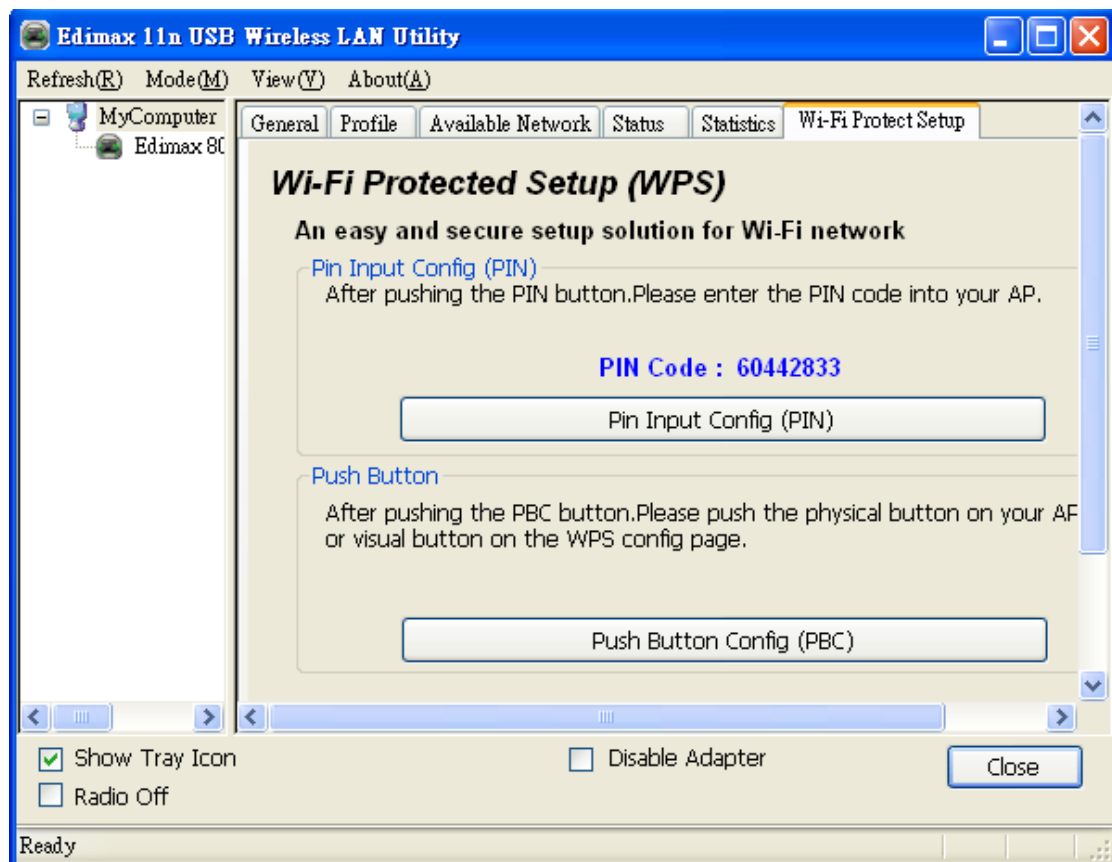 Edimax 11n USB Wireless LAN Utility
Refresh(R) Mode(M) View(V) About(A)
MyComputer
Edimax 80
General Profile Available Network Status Statistics Wi-Fi Protect Setup
Wi-Fi Protected Setup (WPS)
An easy and secure setup solution for Wi-Fi network
Pin Input Config (PIN)
After pushing the PIN button.Please enter the PIN code into your AP.
PIN Code : 60442833
Pin Input Config (PIN)
Push Button
After pushing the PBC button.Please push the physical button on your AP
or visual button on the WPS config page.
Push Button Config (PBC)
Show Tray Icon
Disable Adapter
Close
Radio Off
Ready